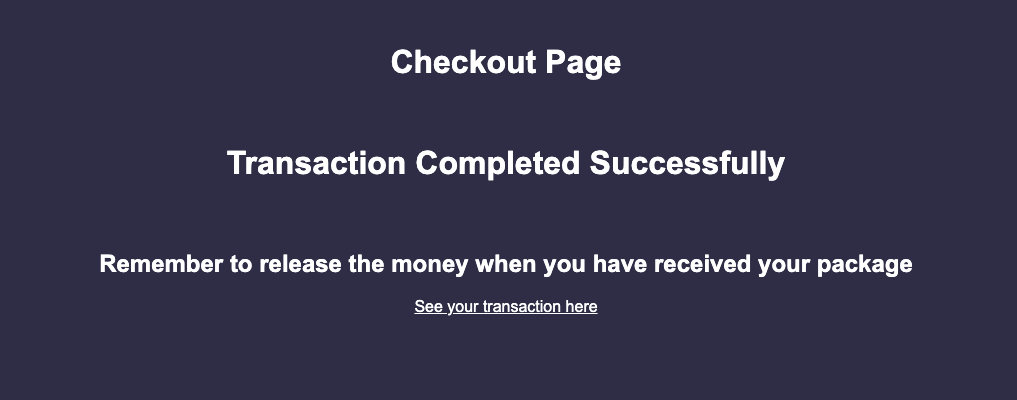 Checkout Page
Transaction Completed Successfully
Remember to release the money when you have received your package
See your transaction here